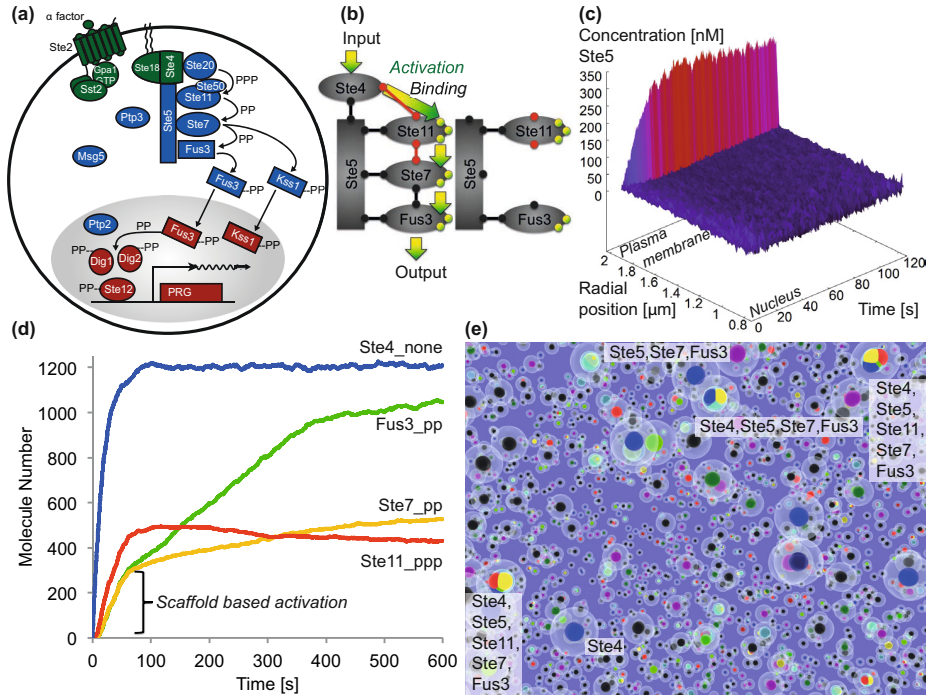 (a)
α factor
Ste2
Gpa1
GTP
Sst2
Ste18
Ste4
Ste20
PPP
Ste50
Ste11
PP
Ste5
Ste7
PP
Fus3
Ptp3
Msg5
Fus3
PP
Kss1
PP
Ptp2
PP
Fus3
PP
Kss1
PP
PP
PP
Dig1
Dig2
PP
Ste12
PRG
(b)
Input
Ste4
Activation
Binding
Ste5
Ste11
Ste7
Fus3
Output
Ste5
Ste11
Fus3
(c)
Concentration [nM]
Ste5
350
300
250
200
150
100
50
0
Plasma
membrane
Nucleus
2
1.8
1.6
1.4
1.2
1
0.8
Radial
position [µm]
0
20
40
60
80
100
120
Time [s]
(d)
Molecule Number
1200
1000
800
600
400
200
0
Ste4_none
Fus3_pp
Ste7_pp
Ste11_ppp
Scaffold based activation
0
100
200
300
400
500
600
Time [s]
(e)
Ste5,Ste7,Fus3
Ste4,Ste5,Ste7,Fus3
Ste4,
Ste5,
Ste11,
Ste7,
Fus3
Ste4,
Ste5,
Ste11,
Ste7,
Fus3
Ste4